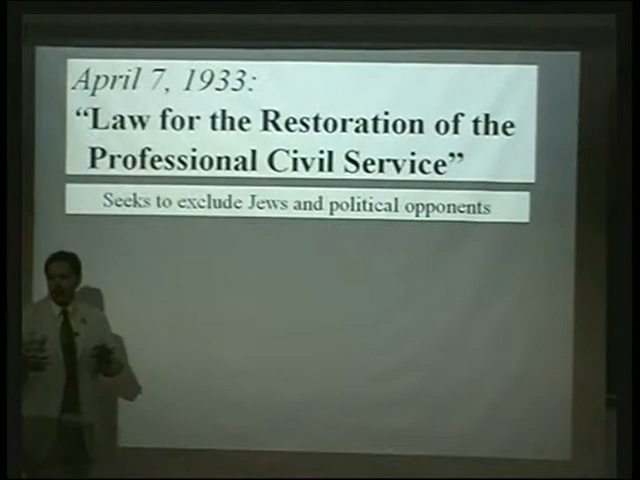 April 7, 1933:
“Law for the Restoration of the
Professional Civil Service”
Seeks to exclude Jews and political opponents